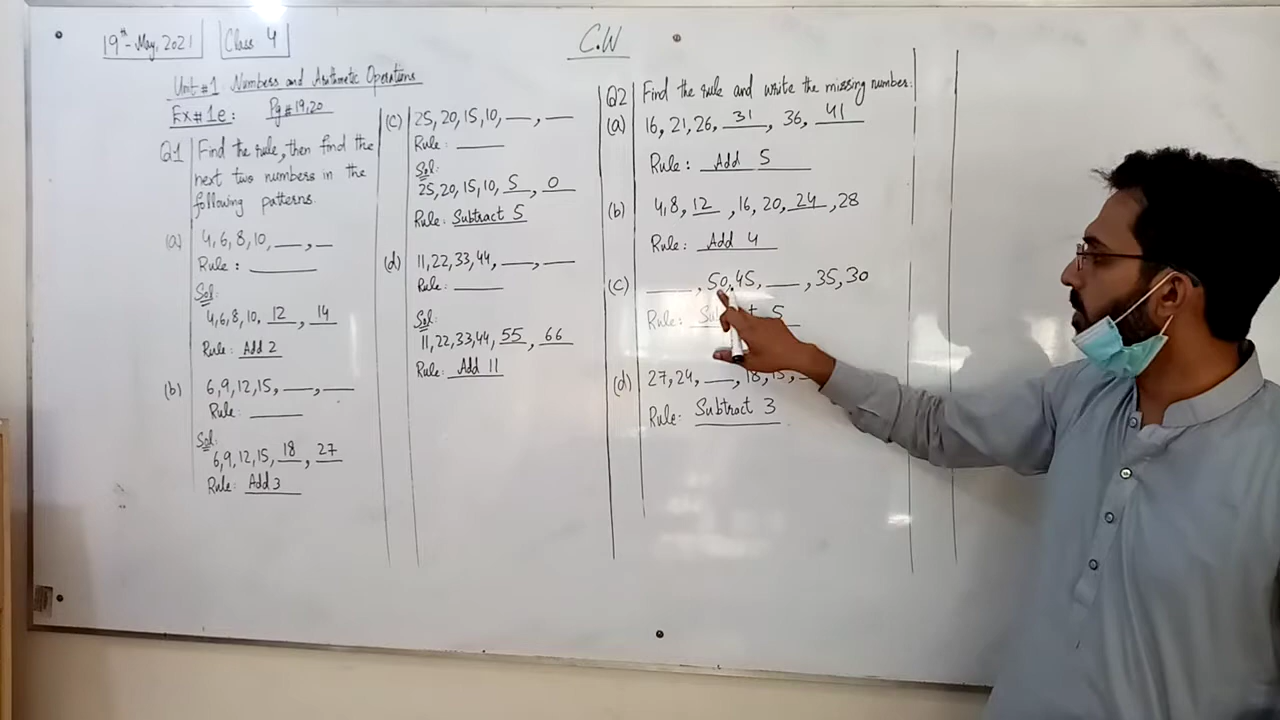 19th-May, 2021
Class 4
C.W
Unit #1 Numbers and Arithmetic Operations
Ex#1e: Pg#19,20
Q1 Find the rule, then find the
next two numbers in the
following patterns.
(a) 4, 6, 8, 10, ___, ___
Rule: ___
Sol:
4, 6, 8, 10, 12, 14
Rule: Add 2
(b) 6, 9, 12, 15, ___, ___
Rule: ___
Sol:
6, 9, 12, 15, 18, 27
Rule: Add 3
(c) 25, 20, 15, 10, ___, ___
Rule: ___
Sol:
25, 20, 15, 10, 5, 0
Rule: Subtract 5
(d) 11, 22, 33, 44, ___, ___
Rule: ___
Sol:
11, 22, 33, 44, 55, 66
Rule: Add 11
Q2 Find the rule and write the missing number:
(a) 16, 21, 26, 31, 36, 41
Rule: Add 5
(b) 4, 8, 12, 16, 20, 24, 28
Rule: Add 4
(c) ___, 50, 45, ___, 35, 30
Rule: 5
(d) 27, 24, ___, 18, 15,
Rule: Subtract 3